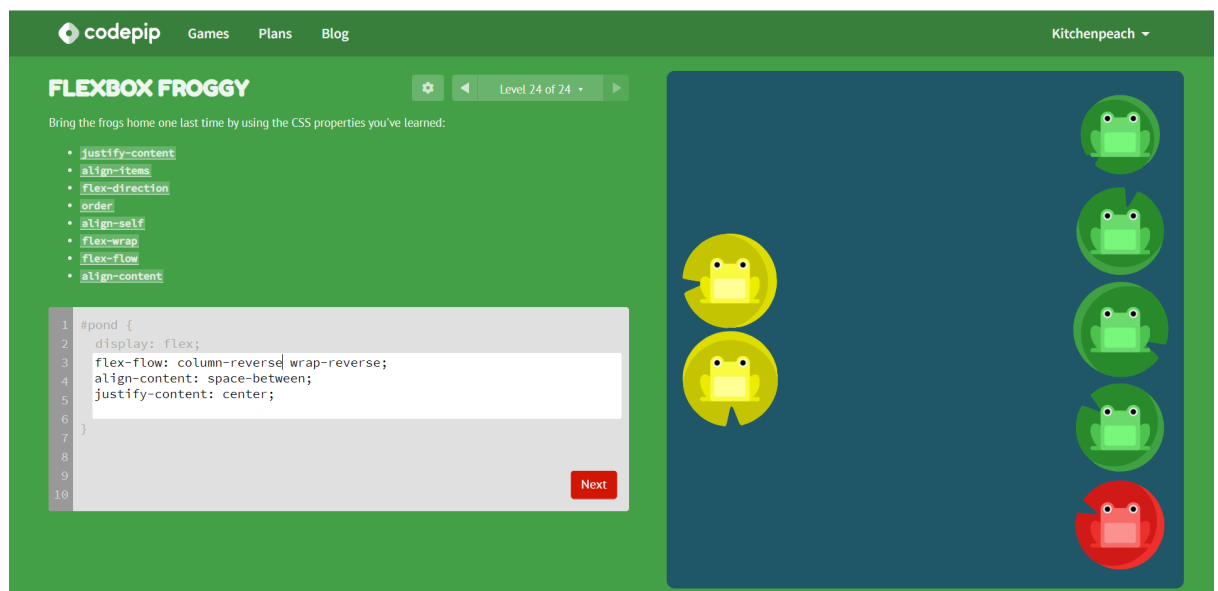 codepip Games Plans Blog Kitchenpeach
FLEXBOX FROGGY
Level 24 of 24
Bring the frogs home one last time by using the CSS properties you've learned:
• justify-content
• align-items
• flex-direction
• order
• align-self
• flex-wrap
• flex-flow
• align-content
1 #pond {
2 display: flex;
3 flex-flow: column-reverse wrap-reverse;
4 align-content: space-between;
5 justify-content: center;
6
7 }
8
9
10
Next